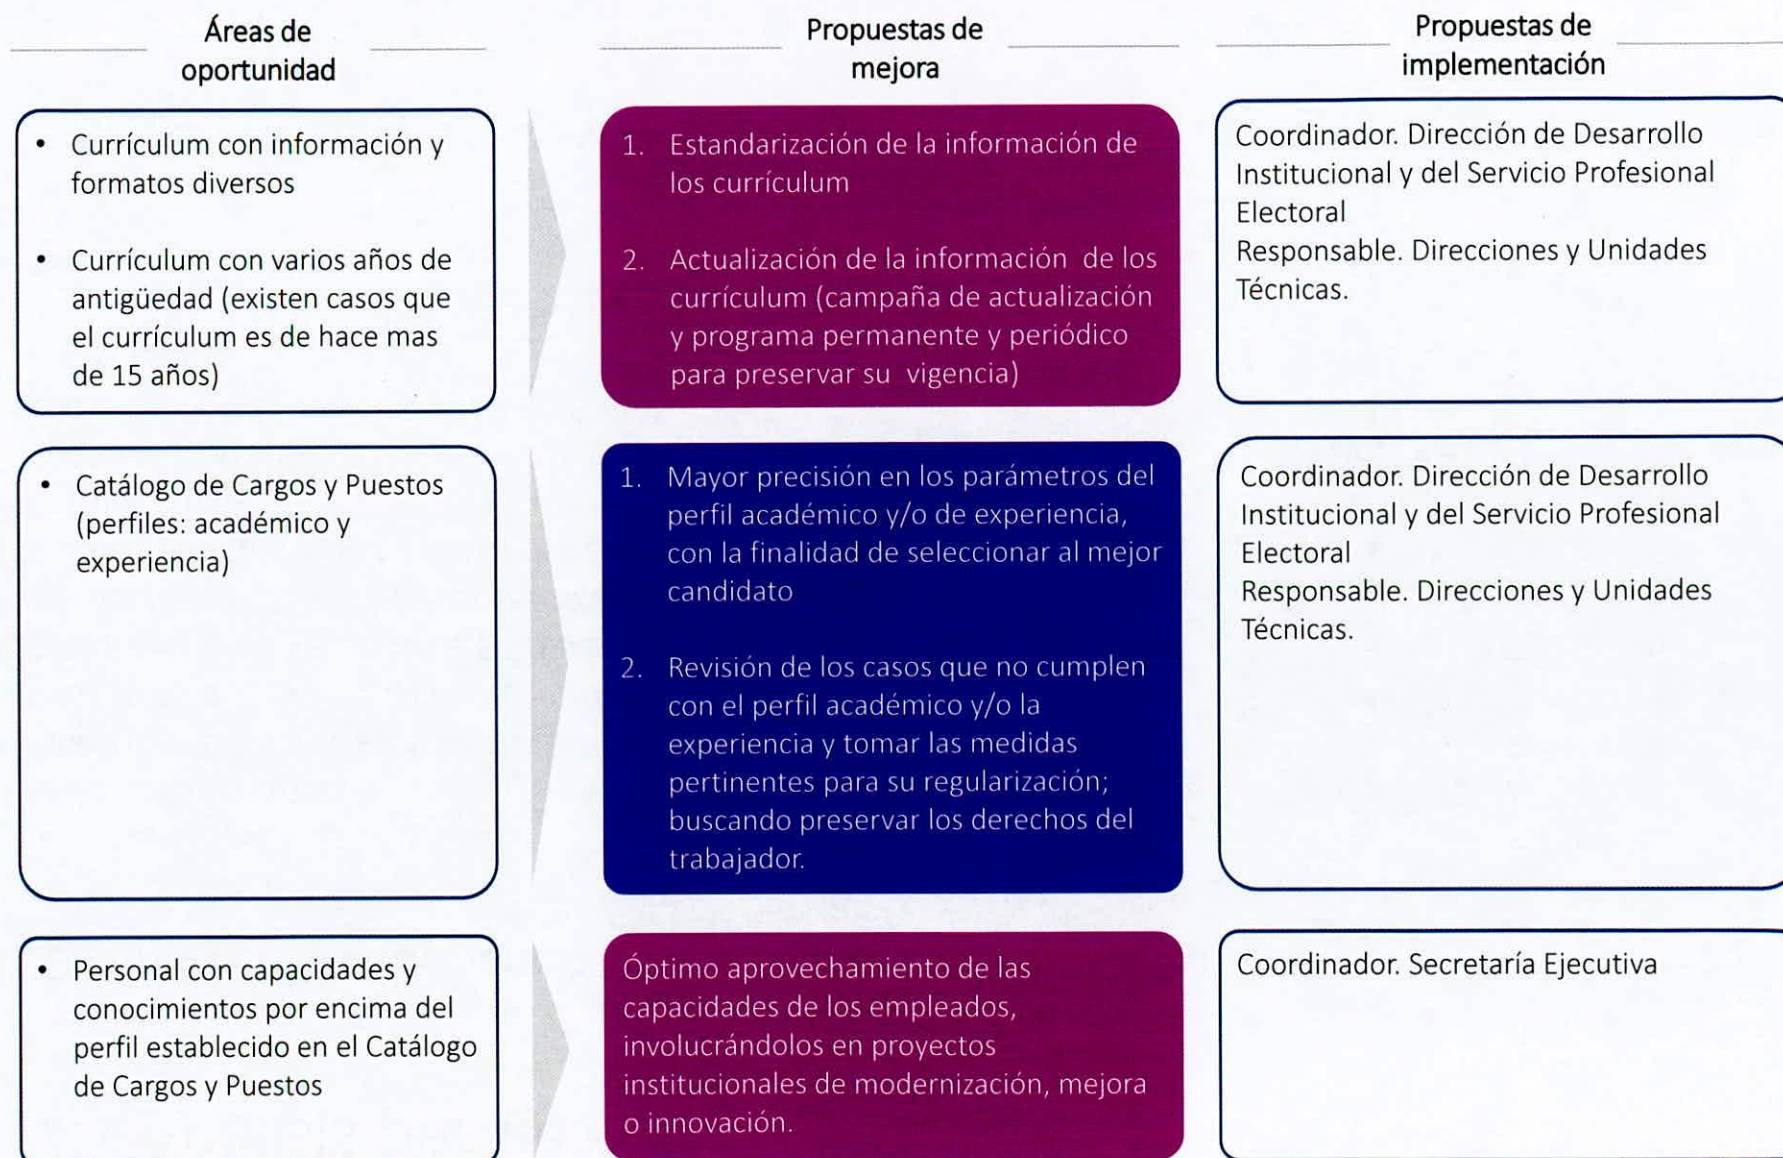 Áreas de
oportunidad
Propuestas de
mejora
Propuestas de
implementación
• Currículum con información y
formatos diversos
• Currículum con varios años de
antigüedad (existen casos que
el currículum es de hace mas
de 15 años)
1. Estandarización de la información de
los currículum
2. Actualización de la información de los
currículum (campaña de actualización
y programa permanente y periódico
para preservar su vigencia)
Coordinador. Dirección de Desarrollo
Institucional y del Servicio Profesional
Electoral
Responsable. Direcciones y Unidades
Técnicas.
• Catálogo de Cargos y Puestos
(perfiles: académico y
experiencia)
1. Mayor precisión en los parámetros del
perfil académico y/o de experiencia,
con la finalidad de seleccionar al mejor
candidato
2. Revisión de los casos que no cumplen
con el perfil académico y/o la
experiencia y tomar las medidas
pertinentes para su regularización;
buscando preservar los derechos del
trabajador.
Coordinador. Dirección de Desarrollo
Institucional y del Servicio Profesional
Electoral
Responsable. Direcciones y Unidades
Técnicas.
• Personal con capacidades y
conocimientos por encima del
perfil establecido en el Catálogo
de Cargos y Puestos
Óptimo aprovechamiento de las
capacidades de los empleados,
involucrándolos en proyectos
institucionales de modernización, mejora
o innovación.
Coordinador. Secretaría Ejecutiva